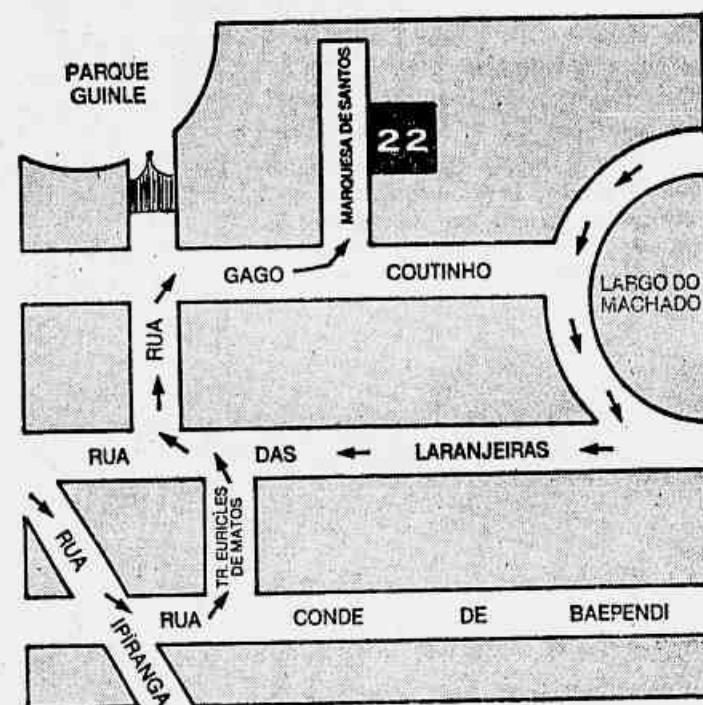 PARQUE
GUINLE
MARQUESA DE SANTOS
22
RUA
GAGO
COUTINHO
LARGO DO
MACHADO
RUA
DAS
LARANJEIRAS
TR. EURICLES
DE MATOS
RUA
IPIRANGA
RUA
CONDE
DE
BAEPENDI